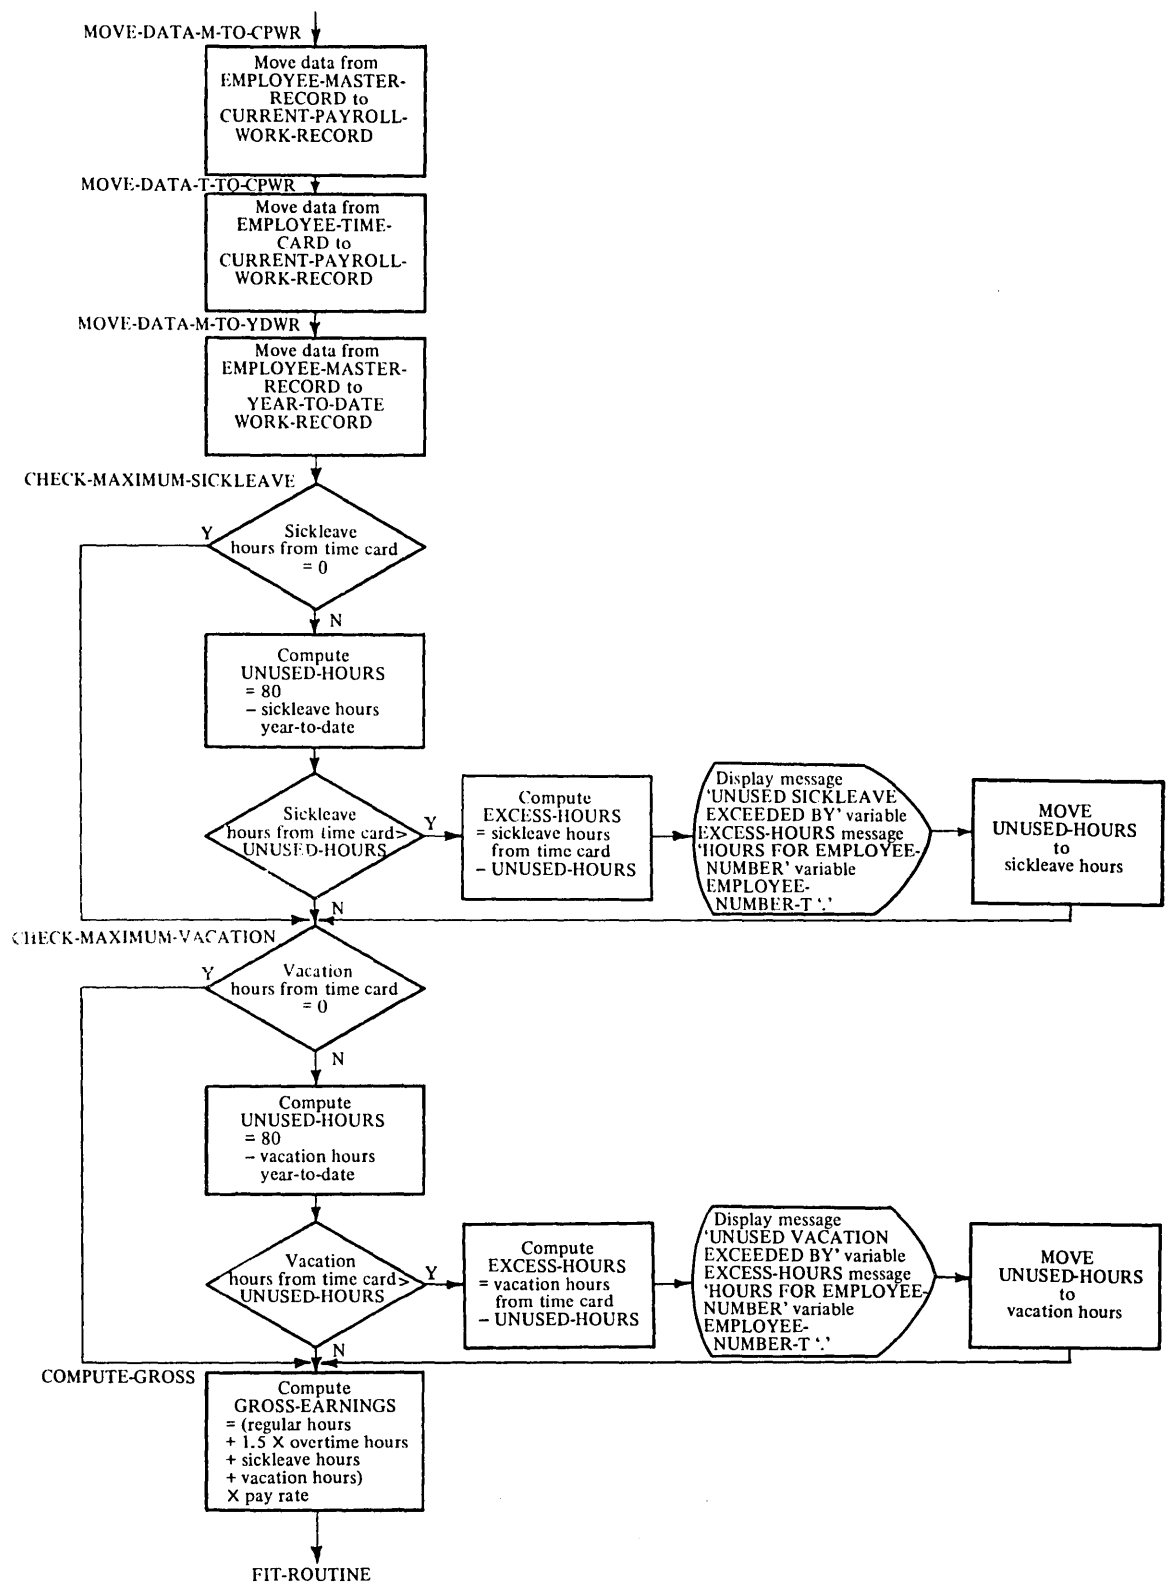 MOVE-DATA-M-TO-CPWR
Move data from
EMPLOYEE-MASTER-
RECORD to
CURRENT-PAYROLL-
WORK-RECORD
MOVE-DATA-T-TO-CPWR
Move data from
EMPLOYEE-TIME-
CARD to
CURRENT-PAYROLL-
WORK-RECORD
MOVE-DATA-M-TO-YDWR
Move data from
EMPLOYEE-MASTER-
RECORD to
YEAR-TO-DATE
WORK-RECORD
CHECK-MAXIMUM-SICKLEAVE
Y
Sickleave
hours from time card
= 0
N
Compute
UNUSED-HOURS
= 80
– sickleave hours
year-to-date
Sickleave
hours from time card>
UNUSED-HOURS
Y
Compute
EXCESS-HOURS
= sickleave hours
from time card
– UNUSED-HOURS
Display message
‘UNUSED SICKLEAVE
EXCEEDED BY’ variable
EXCESS-HOURS message
‘HOURS FOR EMPLOYEE-
NUMBER’ variable
EMPLOYEE-
NUMBER-T ‘.’
MOVE
UNUSED-HOURS
to
sickleave hours
N
CHECK-MAXIMUM-VACATION
Y
Vacation
hours from time card
= 0
N
Compute
UNUSED-HOURS
= 80
– vacation hours
year-to-date
Vacation
hours from time card>
UNUSED-HOURS
Y
Compute
EXCESS-HOURS
= vacation hours
from time card
– UNUSED-HOURS
Display message
‘UNUSED VACATION
EXCEEDED BY’ variable
EXCESS-HOURS message
‘HOURS FOR EMPLOYEE-
NUMBER’ variable
EMPLOYEE-
NUMBER-T ‘.’
MOVE
UNUSED-HOURS
to
vacation hours
N
COMPUTE-GROSS
Compute
GROSS-EARNINGS
= (regular hours
+ 1.5 X overtime hours
+ sickleave hours
+ vacation hours)
X pay rate
FIT-ROUTINE